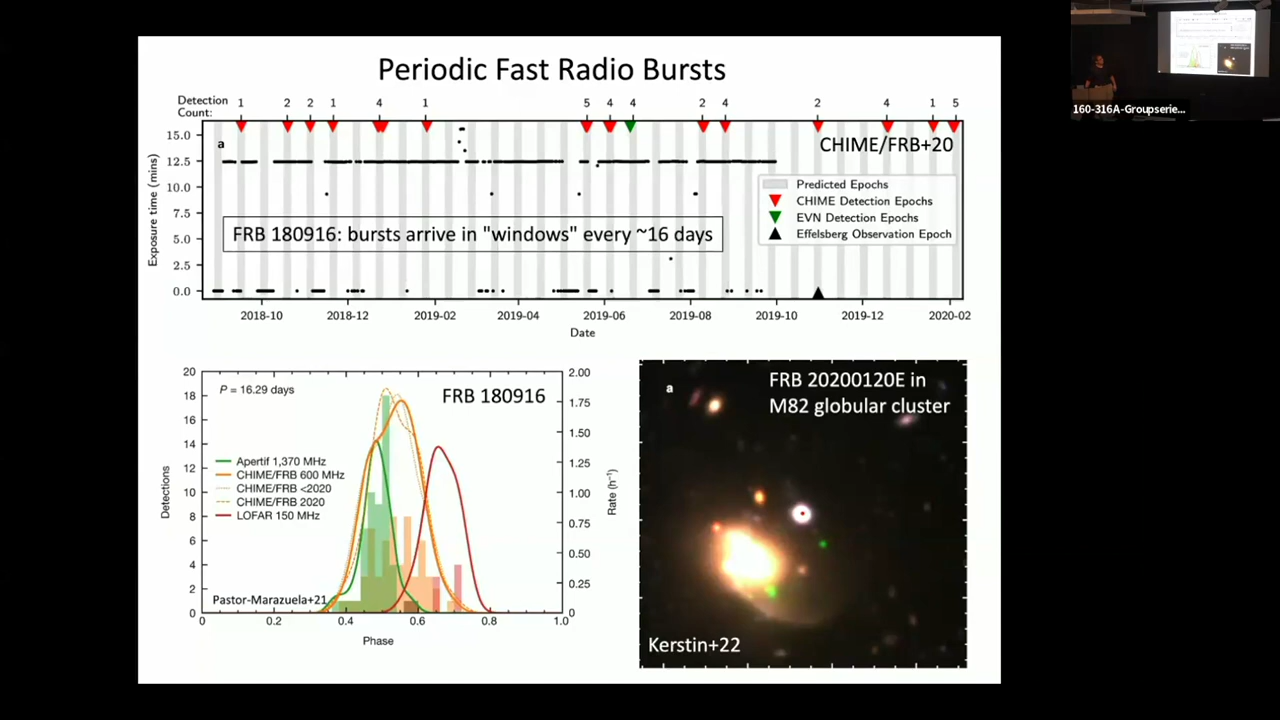 Periodic Fast Radio Bursts
Detection Count: 1 2 2 1 4 1 5 4 4 2 4 2 4 1 5
a
CHIME/FRB+20
15.0
12.5
10.0
7.5
5.0
2.5
0.0
Exposure time (mins)
Predicted Epochs
CHIME Detection Epochs
EVN Detection Epochs
Effelsberg Observation Epoch
FRB 180916: bursts arrive in "windows" every ~16 days
2018-10 2018-12 2019-02 2019-04 2019-06 2019-08 2019-10 2019-12 2020-02
Date
P = 16.29 days
FRB 180916
Apertif 1,370 MHz
CHIME/FRB 600 MHz
CHIME/FRB <2020
CHIME/FRB 2020
LOFAR 150 MHz
Pastor-Marazuela+21
20
18
16
14
12
10
8
6
4
2
0
Detections
2.00
1.75
1.50
1.25
1.00
0.75
0.50
0.25
0
Rate (h⁻¹)
0 0.2 0.4 0.6 0.8 1.0
Phase
a
FRB 20200120E in
M82 globular cluster
Kerstin+22
160-316A-Groupserie...